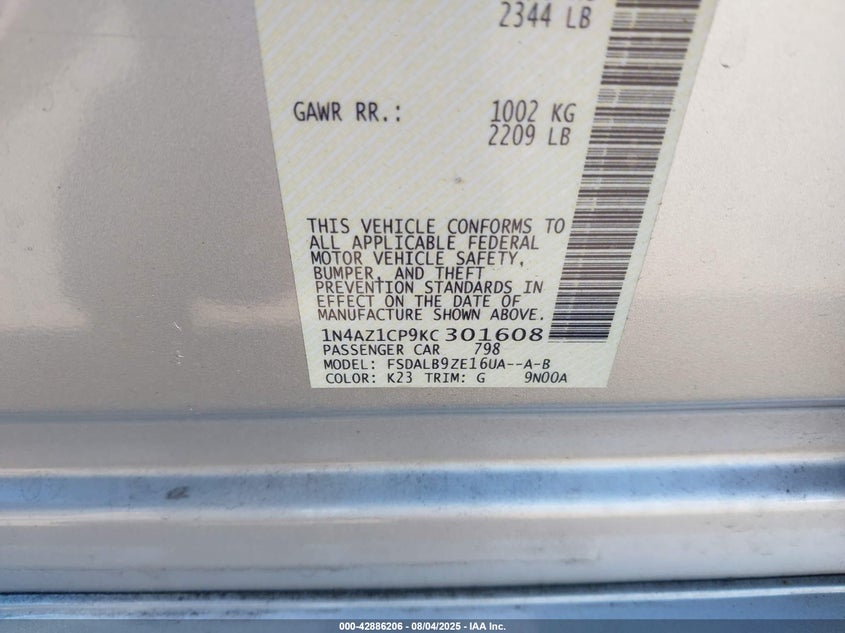 2344 LB
GAWR RR.: 1002 KG
2209 LB
THIS VEHICLE CONFORMS TO
ALL APPLICABLE FEDERAL
MOTOR VEHICLE SAFETY,
BUMPER, AND THEFT
PREVENTION STANDARDS IN
EFFECT ON THE DATE OF
MANUFACTURE SHOWN ABOVE.
1N4AZ1CP9KC301608
PASSENGER CAR 798
MODEL: FSDALB9ZE16UA--A-B
COLOR: K23 TRIM: G 9N00A
000-42886206 - 08/04/2025 - IAA Inc.